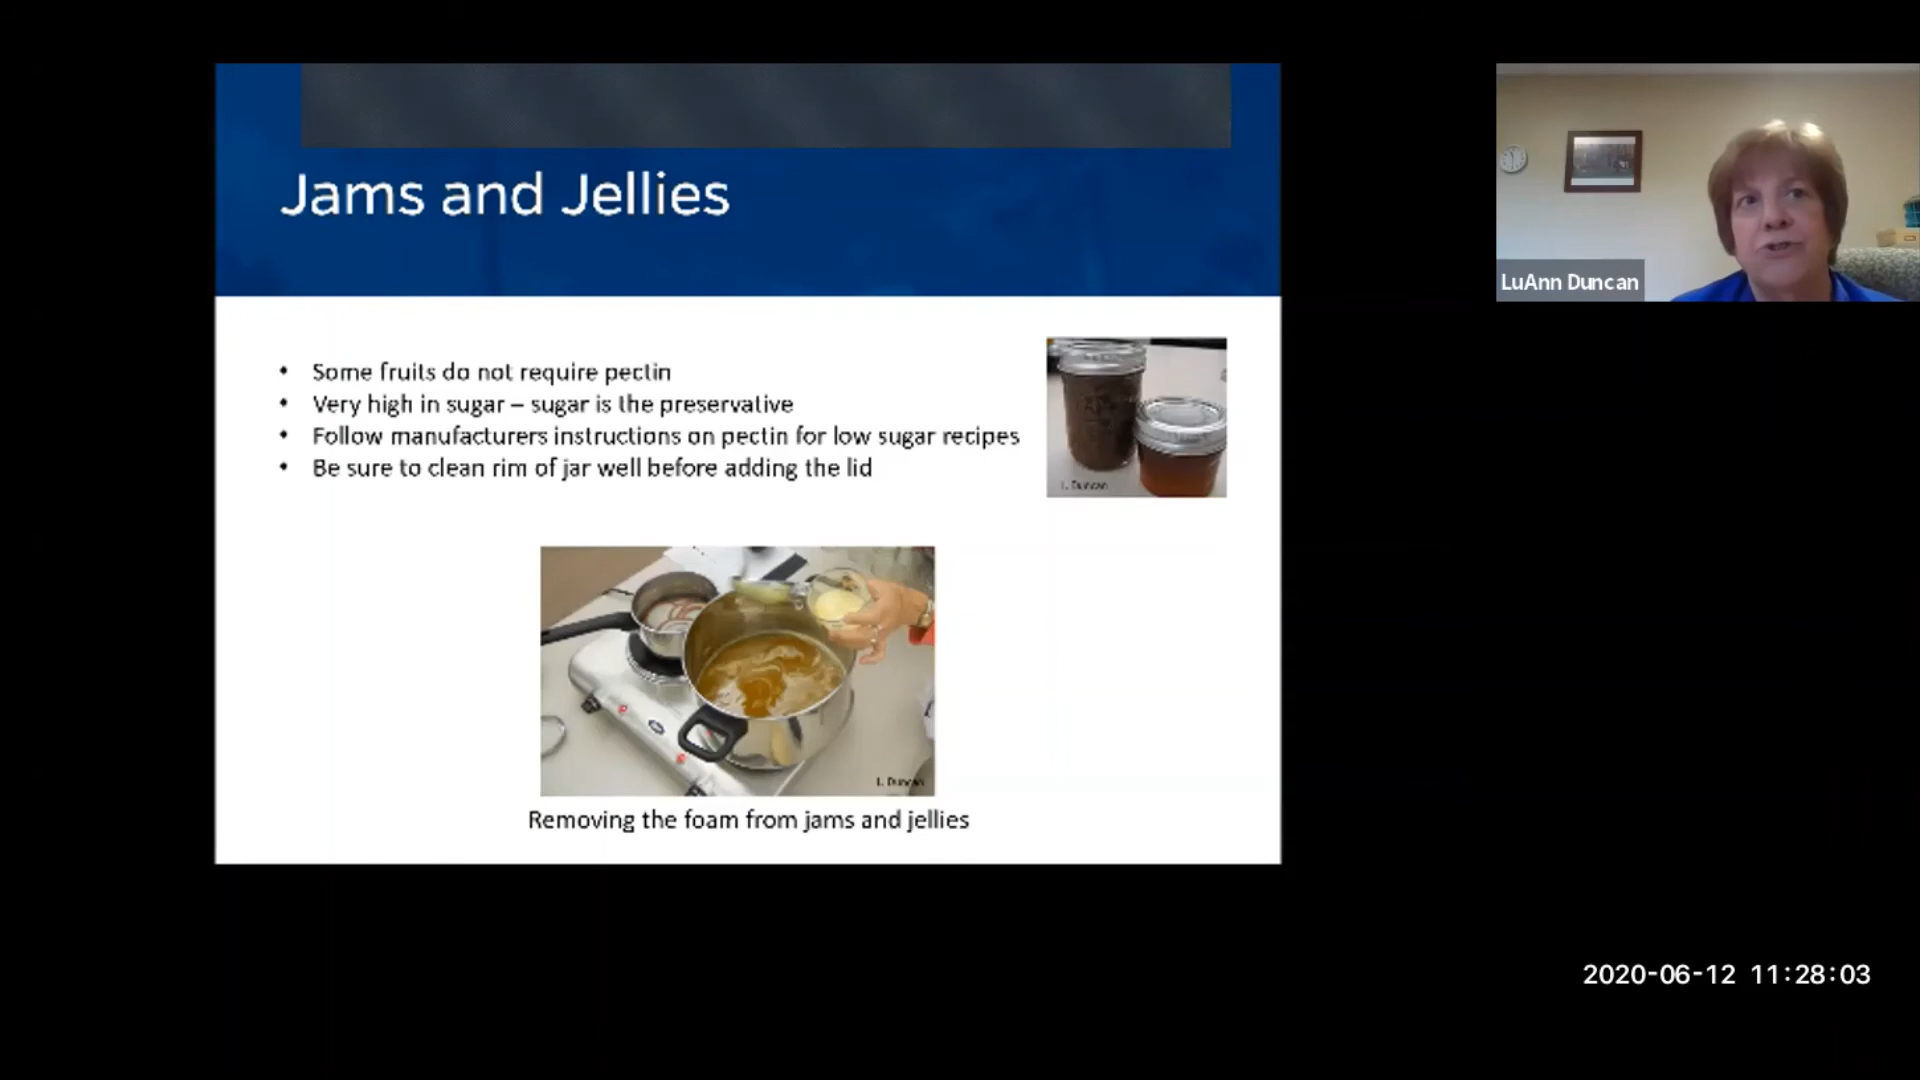 Jams and Jellies
LuAnn Duncan
• Some fruits do not require pectin
• Very high in sugar – sugar is the preservative
• Follow manufacturers instructions on pectin for low sugar recipes
• Be sure to clean rim of jar well before adding the lid
L. Duncan
L. Duncan
Removing the foam from jams and jellies
2020-06-12 11:28:03